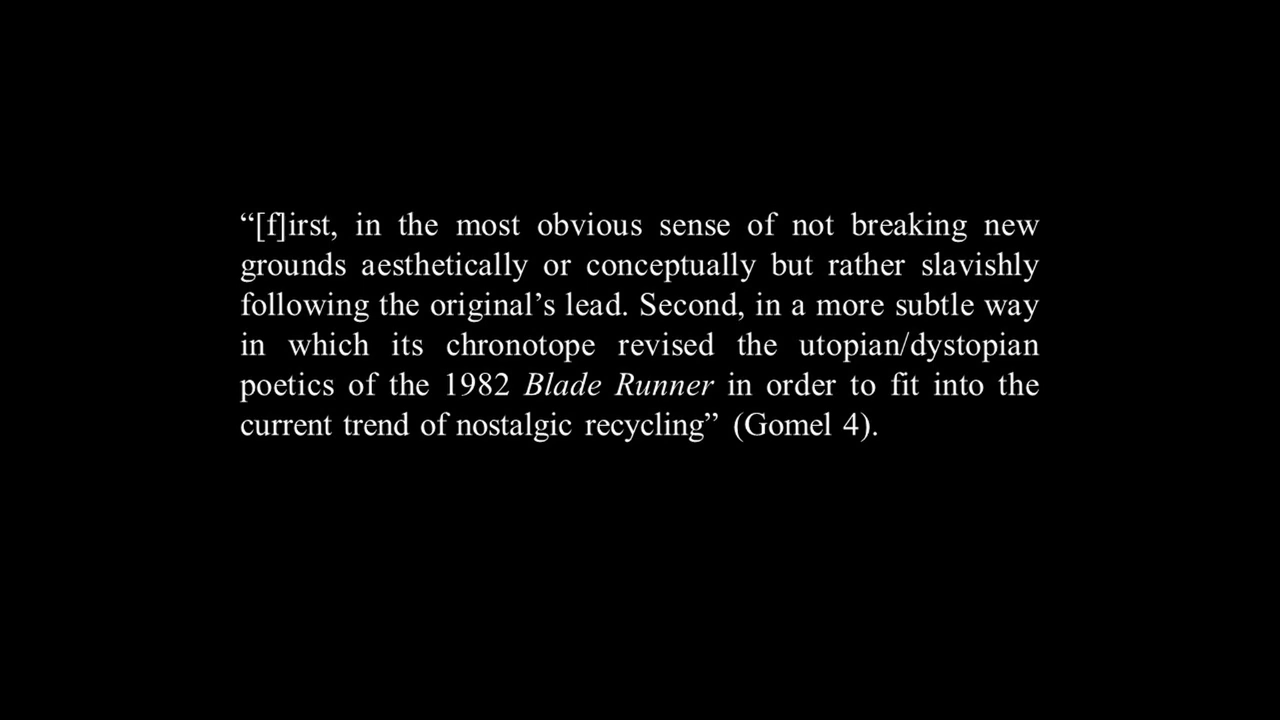 “[f]irst, in the most obvious sense of not breaking new
grounds aesthetically or conceptually but rather slavishly
following the original’s lead. Second, in a more subtle way
in which its chronotope revised the utopian/dystopian
poetics of the 1982 Blade Runner in order to fit into the
current trend of nostalgic recycling” (Gomel 4).